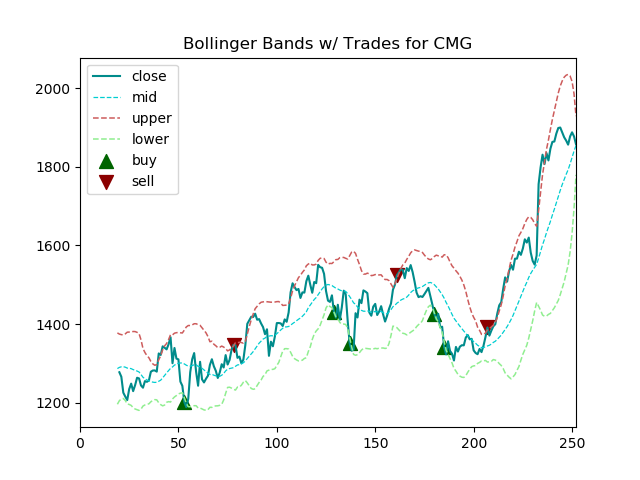 Bollinger Bands w/ Trades for CMG
close
mid
upper
lower
buy
sell
2000
1800
1600
1400
1200
0 50 100 150 200 250